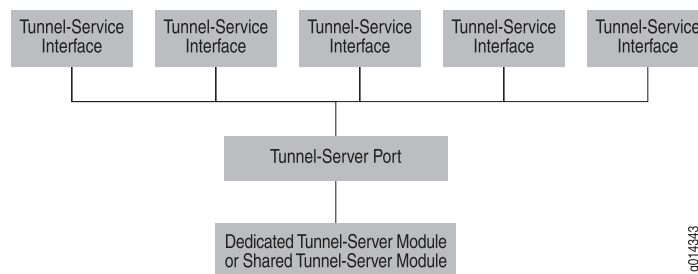 Tunnel-Service
Interface
Tunnel-Service
Interface
Tunnel-Service
Interface
Tunnel-Service
Interface
Tunnel-Service
Interface
Tunnel-Server Port
Dedicated Tunnel-Server Module
or Shared Tunnel-Server Module
g014343